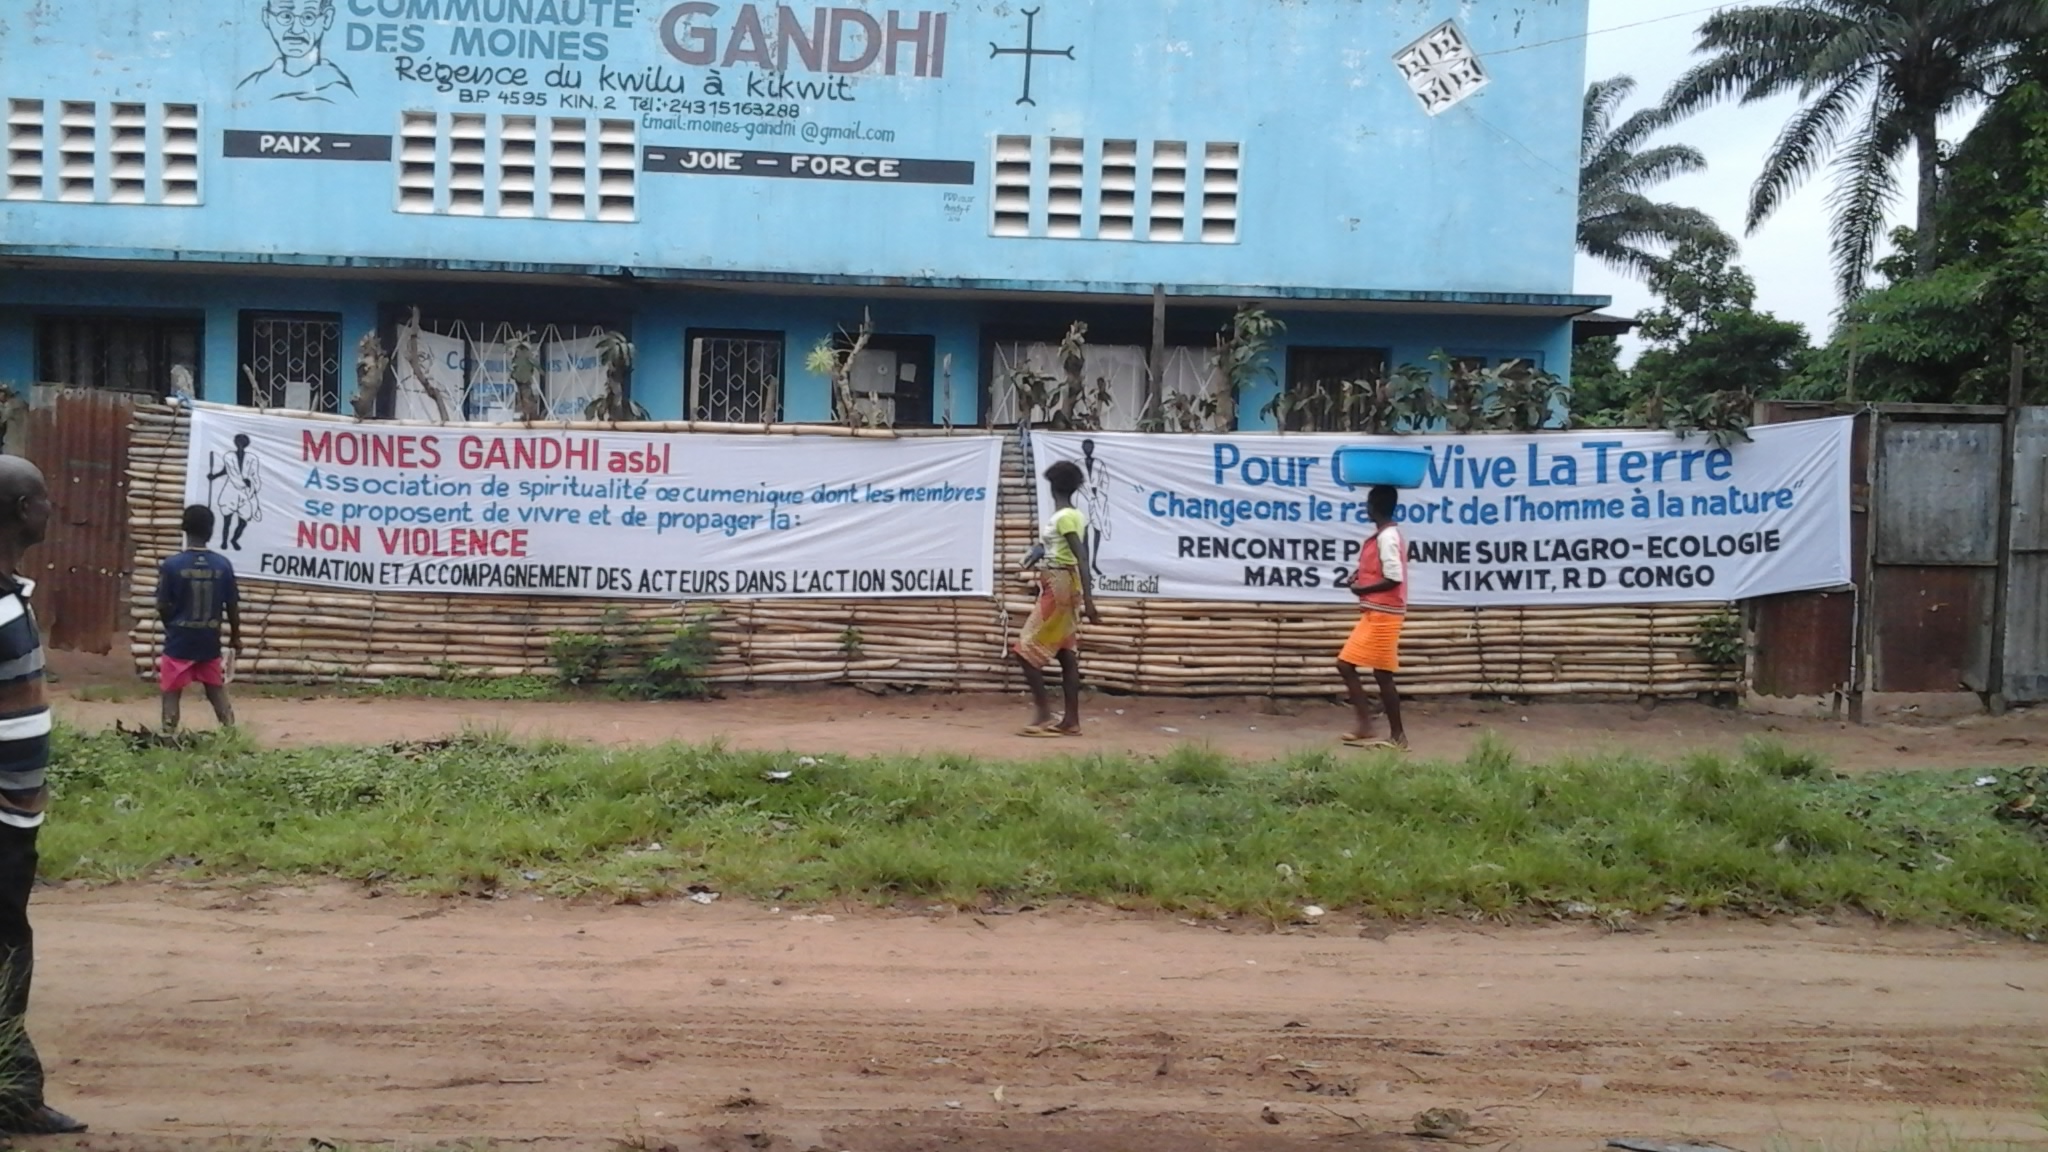 COMMUNAUTÉ
DES MOINES GANDHI
Régence du kwilu à kikwit
B.P. 4595 KIN. 2 Tél:+24315163288
Email:moines-gandhi@gmail.com
PAIX –
– JOIE – FORCE
MOINES GANDHI asbl
Association de spiritualité oecumenique dont les membres
se proposent de vivre et de propager la:
NON VIOLENCE
FORMATION ET ACCOMPAGNEMENT DES ACTEURS DANS L'ACTION SOCIALE
Pour Vive La Terre
"Changeons le de l'homme à la nature"
RENCONTRE SUR L'AGRO-ECOLOGIE
MARS KIKWIT, R D CONGO
Gandhi asbl
11